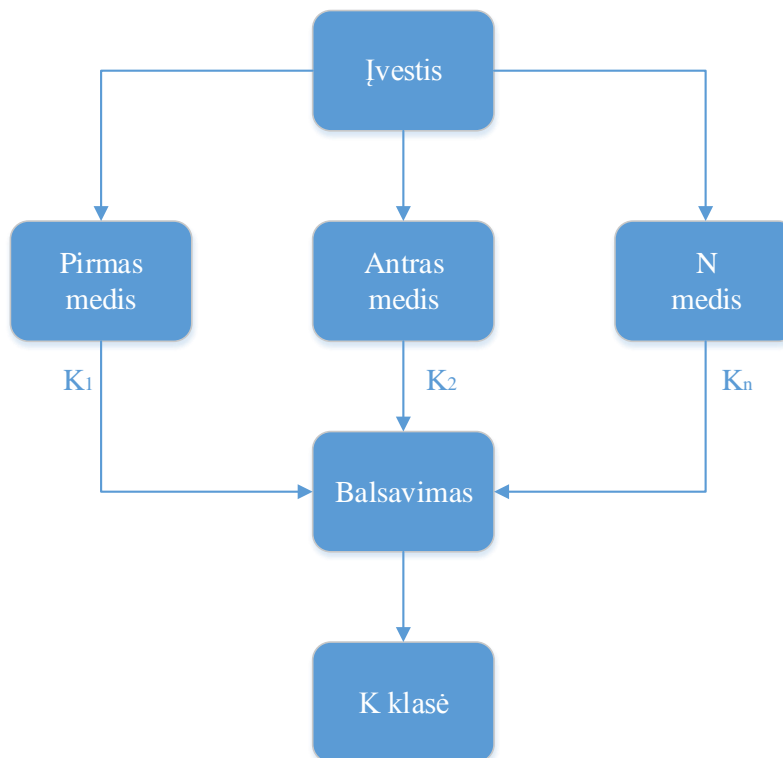 Įvestis
Pirmas
medis
Antras
medis
N
medis
K1
K2
Kn
Balsavimas
K klasė